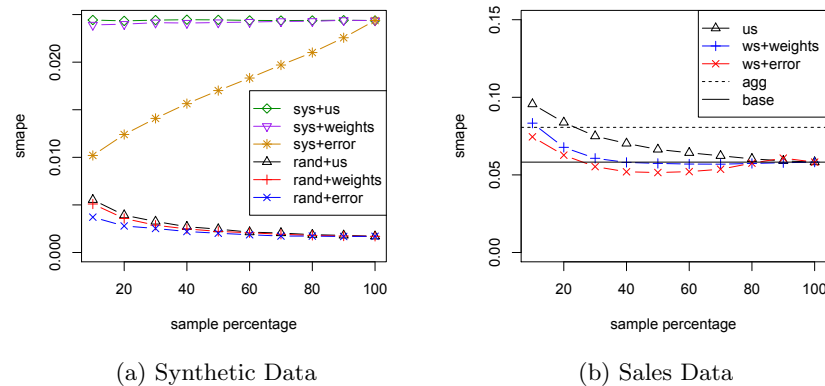 smape
0.000
0.010
0.020
20
40
60
80
100
sample percentage
sys+us
sys+weights
sys+error
rand+us
rand+weights
rand+error
(a) Synthetic Data
smape
0.00
0.05
0.10
0.15
20
40
60
80
100
sample percentage
us
ws+weights
ws+error
agg
base
(b) Sales Data